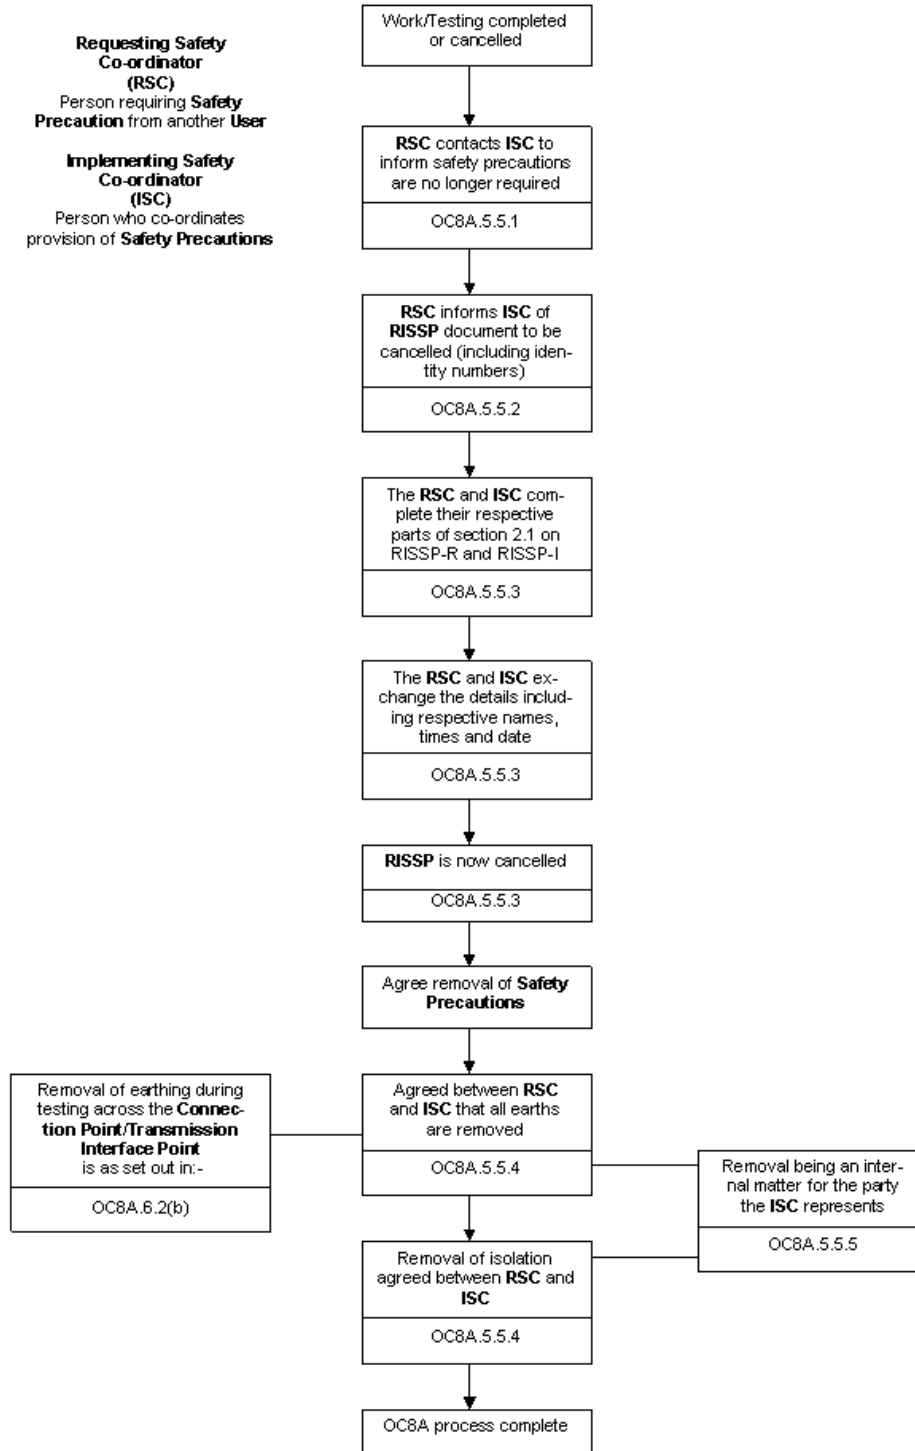 Requesting Safety
Co-ordinator
(RSC)
Person requiring Safety
Precaution from another User
Implementing Safety
Co-ordinator
(ISC)
Person who co-ordinates
provision of Safety Precautions
Work/Testing completed
or cancelled
RSC contacts ISC to
inform safety precautions
are no longer required
OC8A.5.5.1
RSC informs ISC of
RISSP document to be
cancelled (including iden-
tity numbers)
OC8A.5.5.2
The RSC and ISC com-
plete their respective
parts of section 2.1 on
RISSP-R and RISSP-I
OC8A.5.5.3
The RSC and ISC ex-
change the details includ-
ing respective names,
times and date
OC8A.5.5.3
RISSP is now cancelled
OC8A.5.5.3
Agree removal of Safety
Precautions
Removal of earthing during
testing across the Connec-
tion Point/Transmission
Interface Point
is as set out in:-
OC8A.6.2(b)
Agreed between RSC
and ISC that all earths
are removed
OC8A.5.5.4
Removal being an inter-
nal matter for the party
the ISC represents
OC8A.5.5.5
Removal of isolation
agreed between RSC and
ISC
OC8A.5.5.4
OC8A process complete